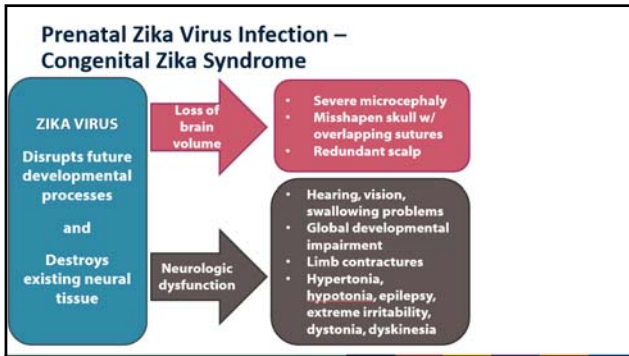 Prenatal Zika Virus Infection –
Congenital Zika Syndrome
ZIKA VIRUS
Disrupts future
developmental
processes
and
Destroys
existing neural
tissue
Loss of
brain
volume
• Severe microcephaly
• Misshapen skull w/
overlapping sutures
• Redundant scalp
Neurologic
dysfunction
• Hearing, vision,
swallowing problems
• Global developmental
impairment
• Limb contractures
• Hypertonia,
hypotonia, epilepsy,
extreme irritability,
dystonia, dyskinesia